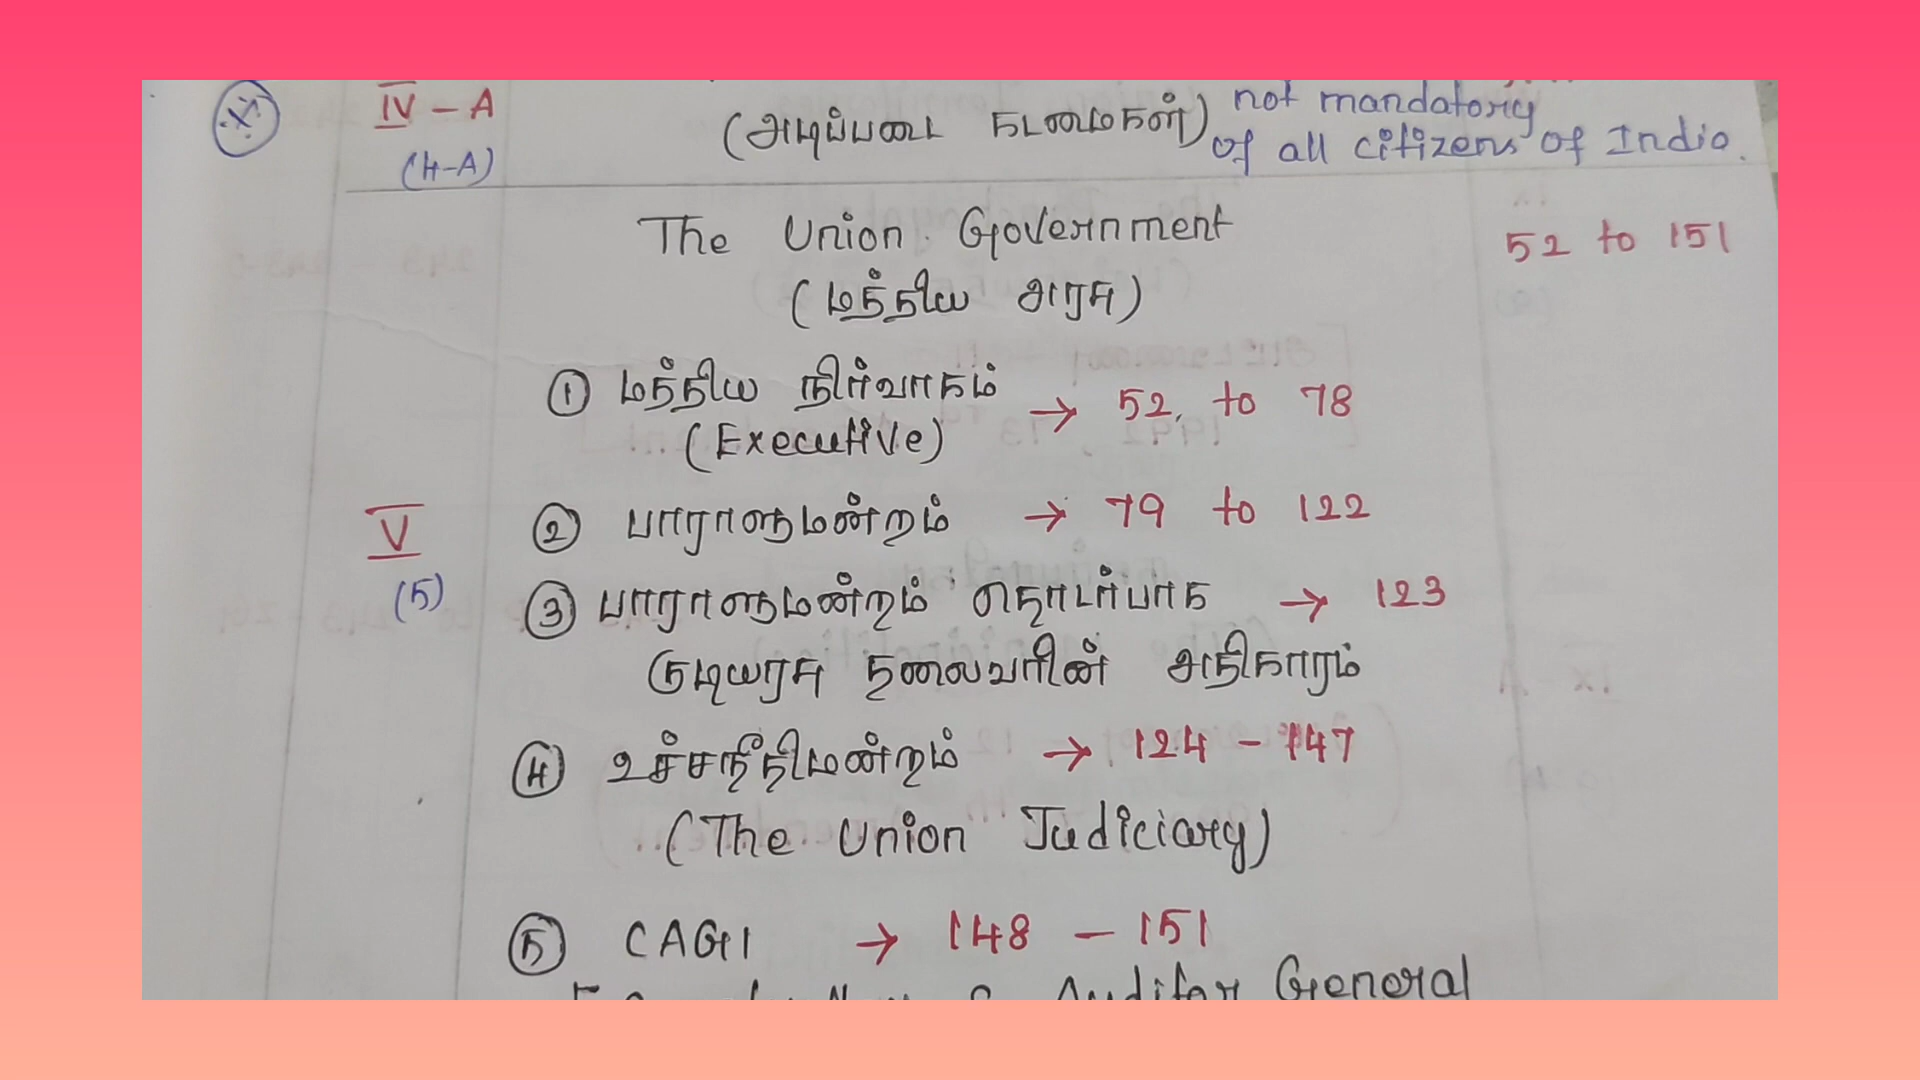 IV - A
(4-A)
(அடிப்படை கடமைகள்) not mandatory
of all citizens of India.
The Union Government
52 to 151
(மத்திய அரசு)
① மத்திய நிர்வாகம்
(Executive) → 52 to 78
V
(5)
② பாராளுமன்றம் → 79 to 122
③ பாராளுமன்றம் தொடர்பாக → 123
குடியரசு தலைவரின் அதிகாரம்
④ உச்சநீதிமன்றம் → 124 - 147
(The Union Judiciary)
⑤ CAG → 148 - 151
Auditor General